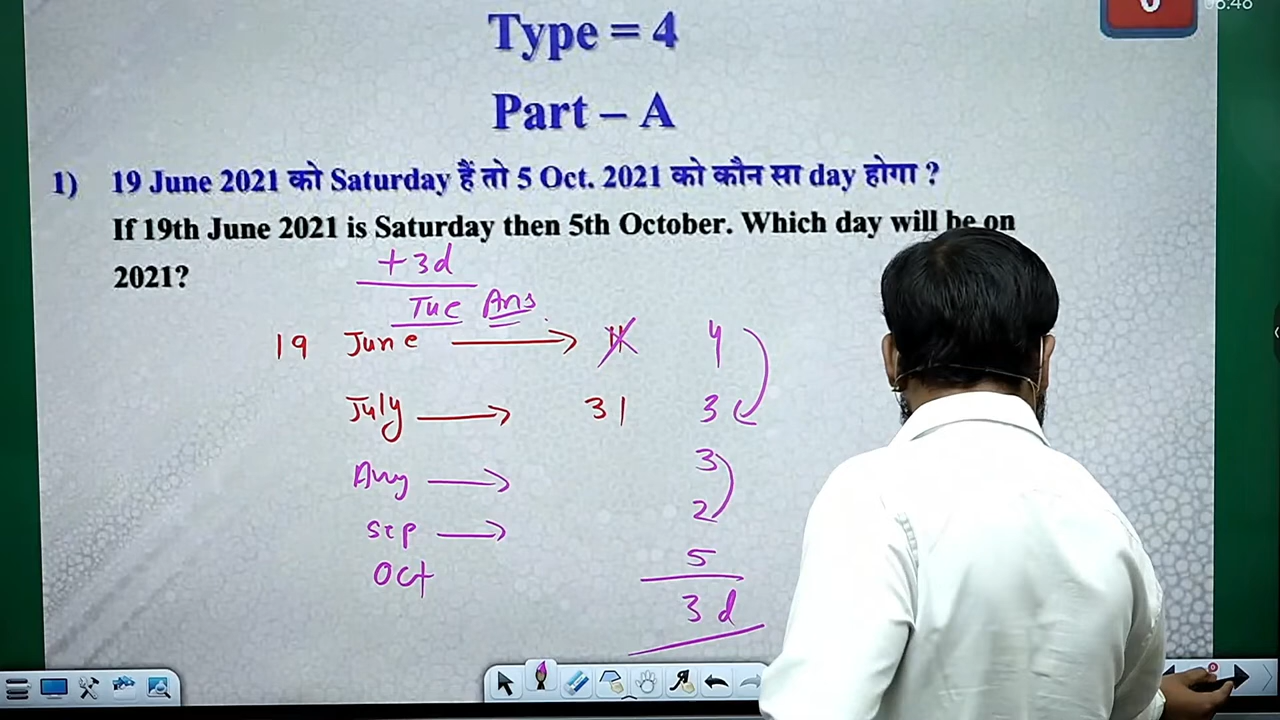 Type = 4
Part – A
1) 19 June 2021 को Saturday हैं तो 5 Oct. 2021 को कौन सा day होगा ?
If 19th June 2021 is Saturday then 5th October. Which day will be on
2021?
+3d
Tue Ans.
19 June → 11 4
July → 31 3
Aug → 3
Sep → 2
Oct 5
3d